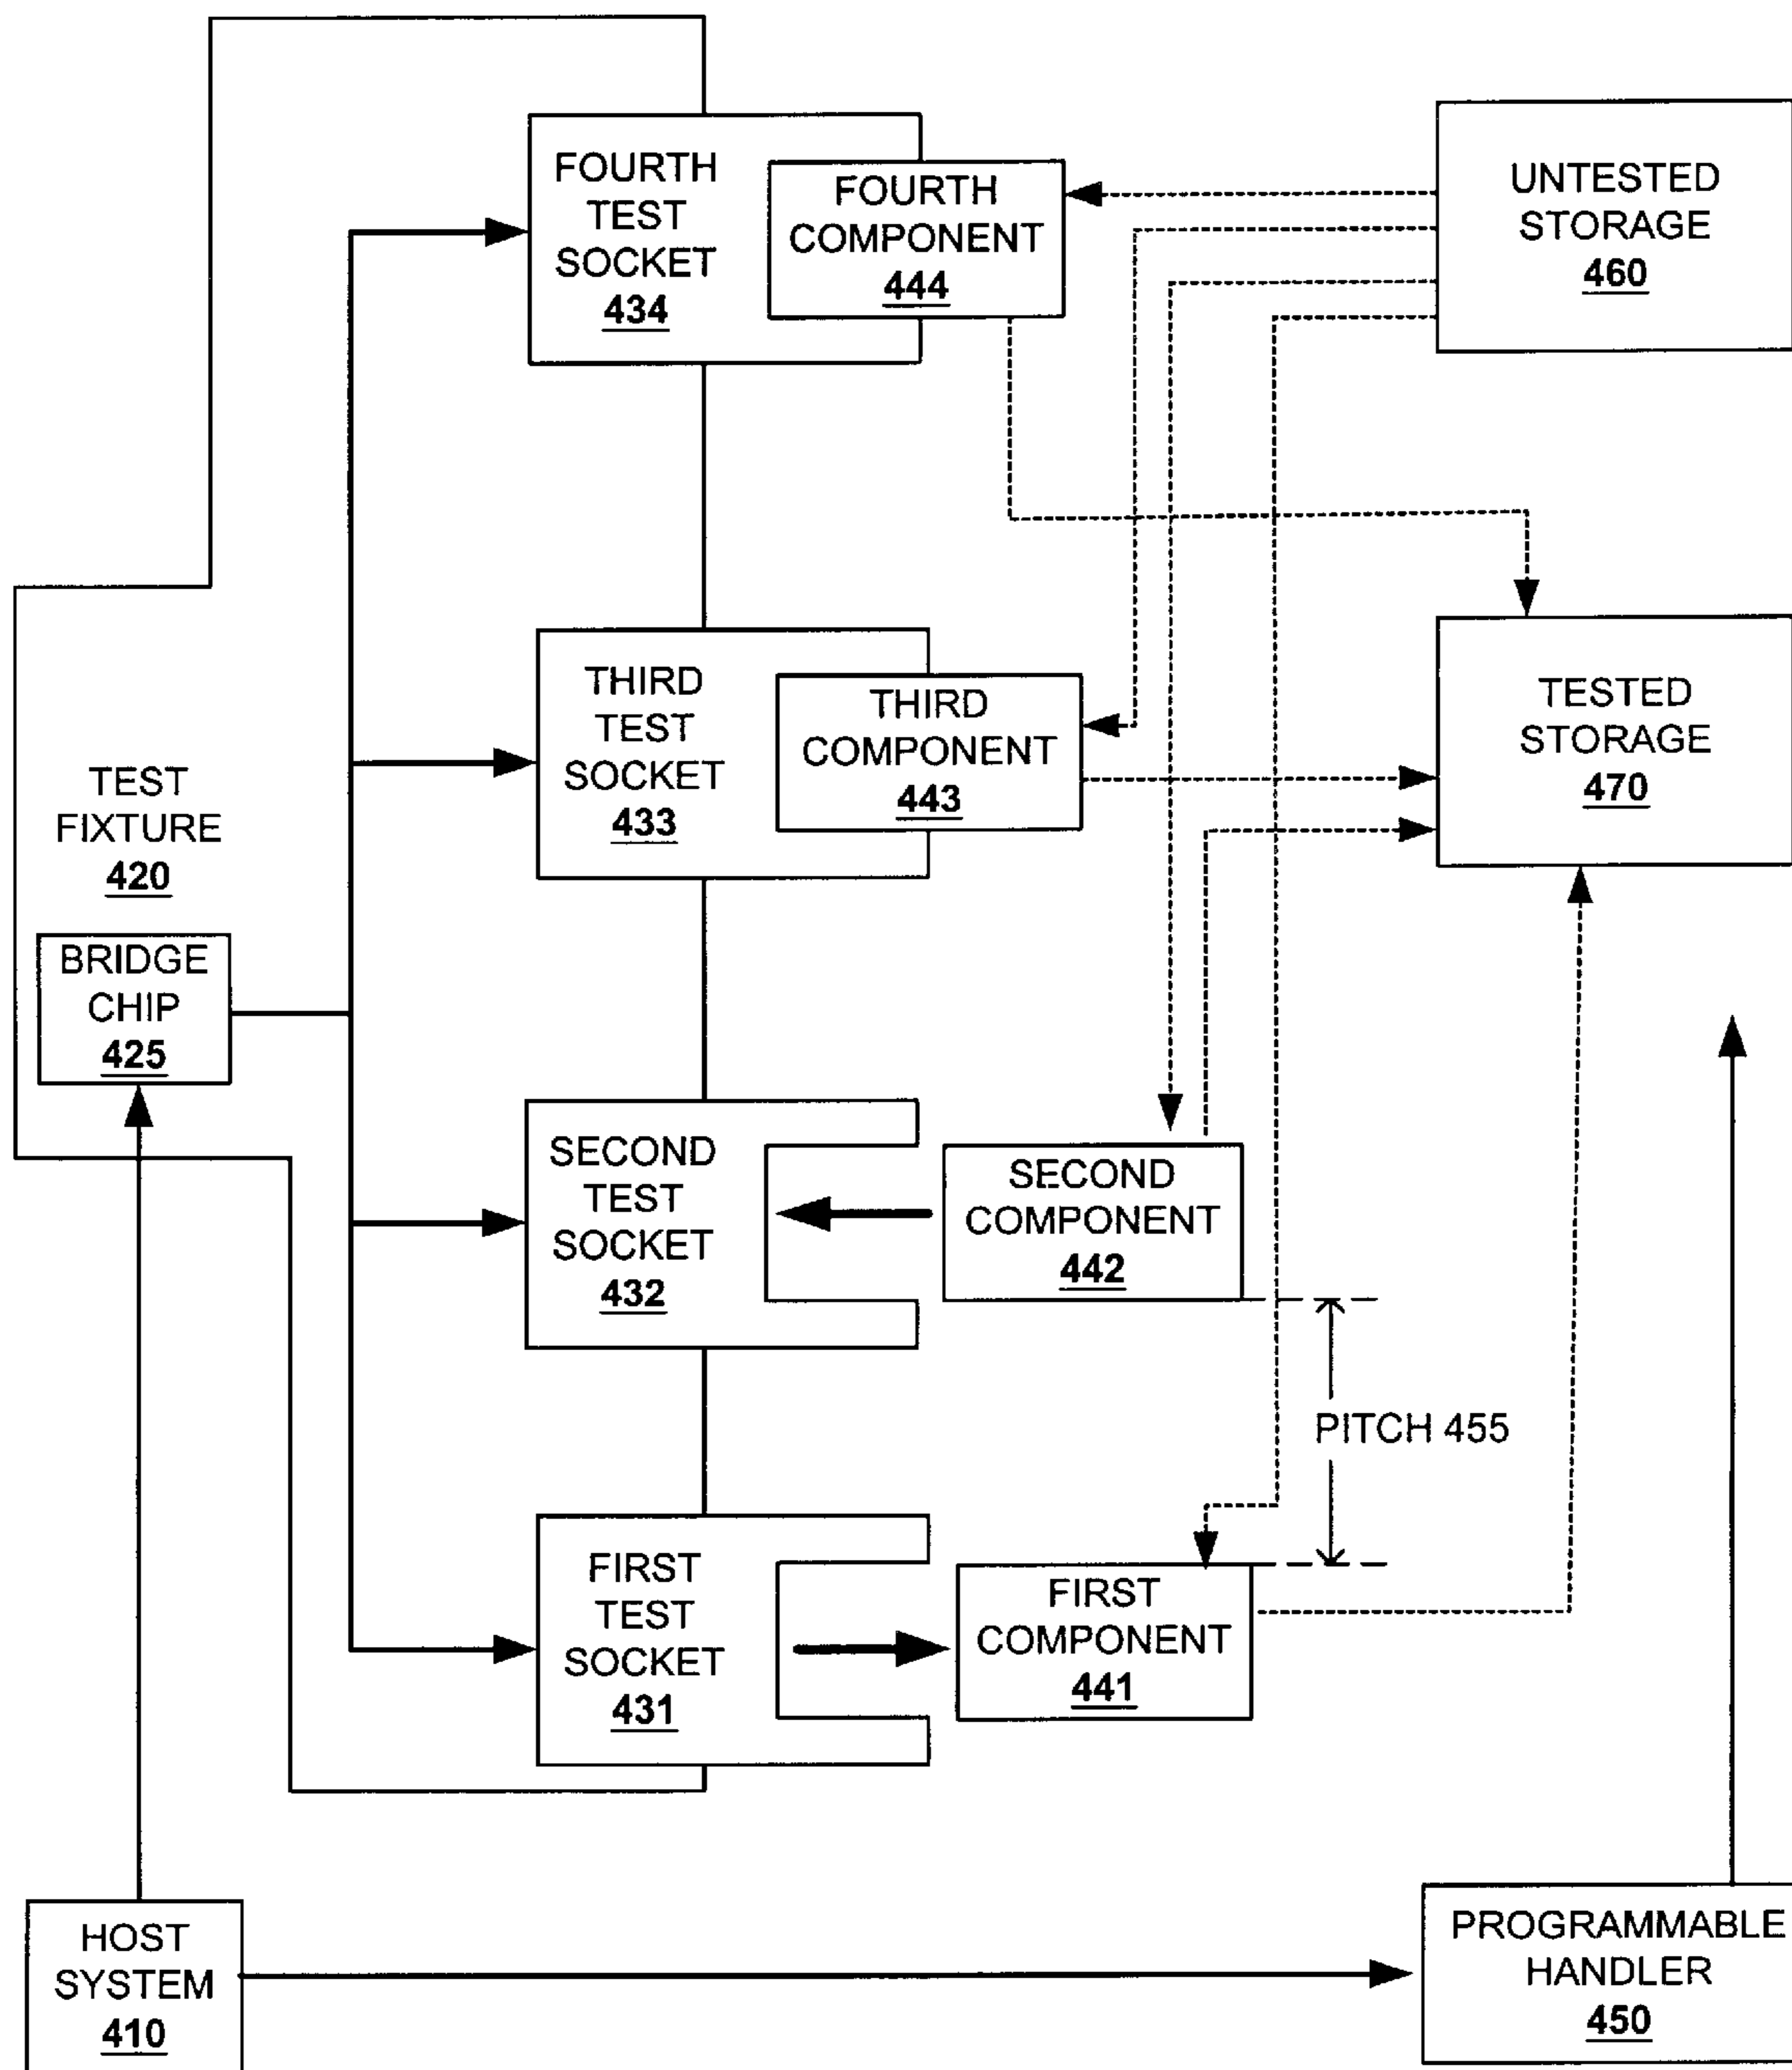 FOURTH
TEST
SOCKET
434
FOURTH
COMPONENT
444
UNTESTED
STORAGE
460
THIRD
TEST
SOCKET
433
THIRD
COMPONENT
443
TESTED
STORAGE
470
TEST
FIXTURE
420
BRIDGE
CHIP
425
SECOND
TEST
SOCKET
432
SECOND
COMPONENT
442
PITCH 455
FIRST
TEST
SOCKET
431
FIRST
COMPONENT
441
HOST
SYSTEM
410
PROGRAMMABLE
HANDLER
450